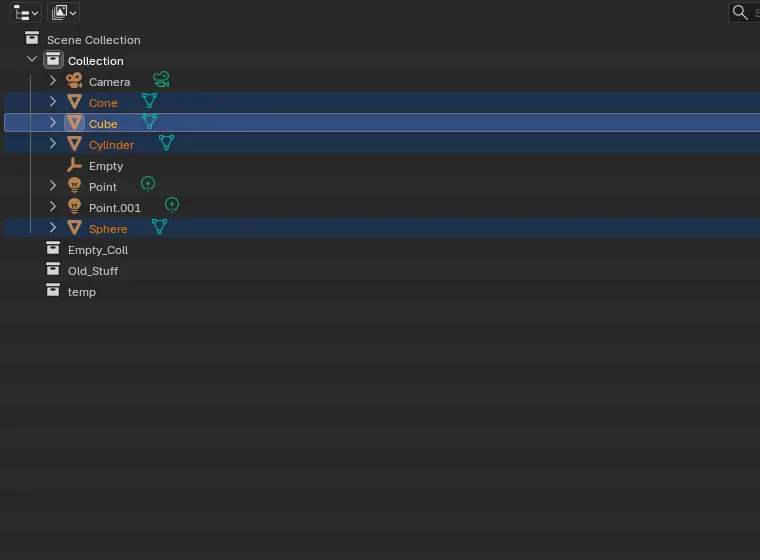 Scene Collection
Collection
Camera
Cone
Cube
Cylinder
Empty
Point
Point.001
Sphere
Empty_Coll
Old_Stuff
temp